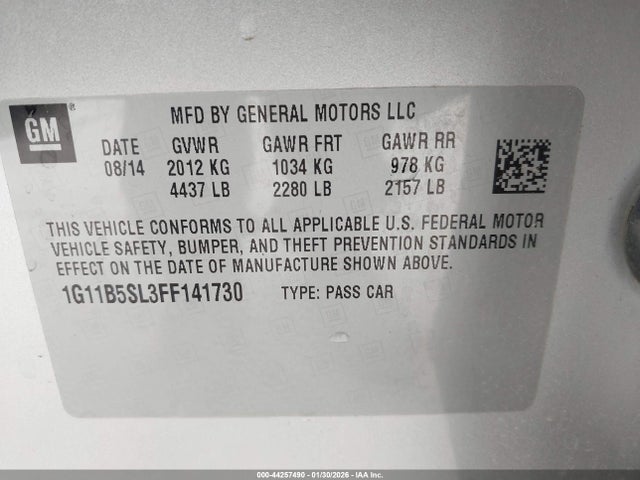 GM
MFD BY GENERAL MOTORS LLC
DATE GVWR GAWR FRT GAWR RR
08/14 2012 KG 1034 KG 978 KG
4437 LB 2280 LB 2157 LB
THIS VEHICLE CONFORMS TO ALL APPLICABLE U.S. FEDERAL MOTOR
VEHICLE SAFETY, BUMPER, AND THEFT PREVENTION STANDARDS IN
EFFECT ON THE DATE OF MANUFACTURE SHOWN ABOVE.
1G11B5SL3FF141730 TYPE: PASS CAR
000-44257490 - 01/30/2026 - IAA Inc.